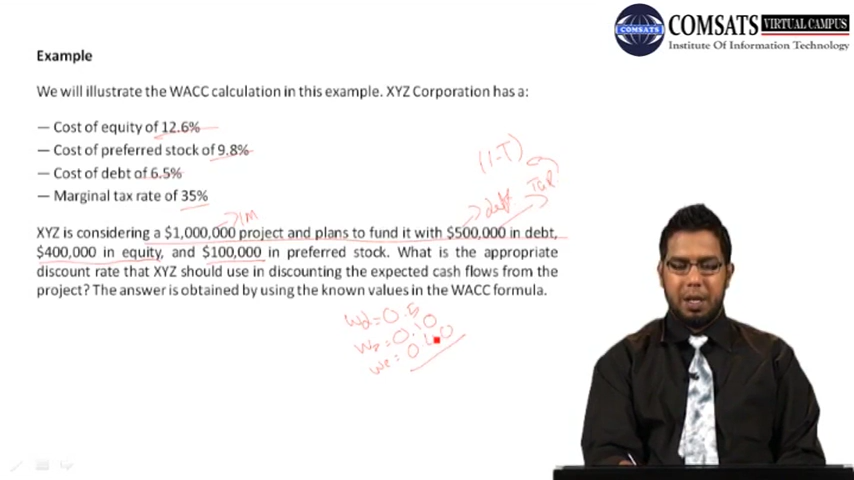 COMSATS
COMSATS VIRTUAL CAMPUS
Institute Of Information Technology
Example
We will illustrate the WACC calculation in this example. XYZ Corporation has a:
— Cost of equity of 12.6%
— Cost of preferred stock of 9.8%
— Cost of debt of 6.5%
— Marginal tax rate of 35%
(1-T)
1M
debt
XYZ is considering a $1,000,000 project and plans to fund it with $500,000 in debt,
$400,000 in equity, and $100,000 in preferred stock. What is the appropriate
discount rate that XYZ should use in discounting the expected cash flows from the
project? The answer is obtained by using the known values in the WACC formula.
Wd=0.5
=0.10
We=0.40